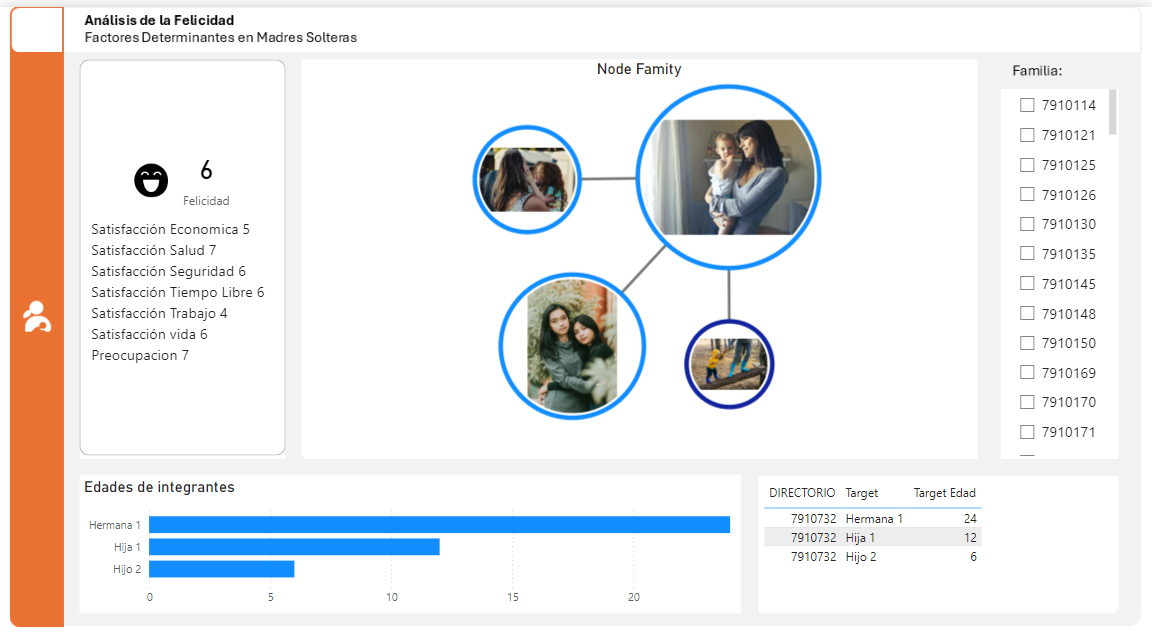 Análisis de la Felicidad
Factores Determinantes en Madres Solteras
6
Felicidad
Satisfacción Economica 5
Satisfacción Salud 7
Satisfacción Seguridad 6
Satisfacción Tiempo Libre 6
Satisfacción Trabajo 4
Satisfacción vida 6
Preocupacion 7
Node Famity
Familia:
7910114
7910121
7910125
7910126
7910130
7910135
7910145
7910148
7910150
7910169
7910170
7910171
Edades de integrantes
Hermana 1
Hija 1
Hijo 2
0 5 10 15 20
DIRECTORIO Target Target Edad
7910732 Hermana 1 24
7910732 Hija 1 12
7910732 Hijo 2 6